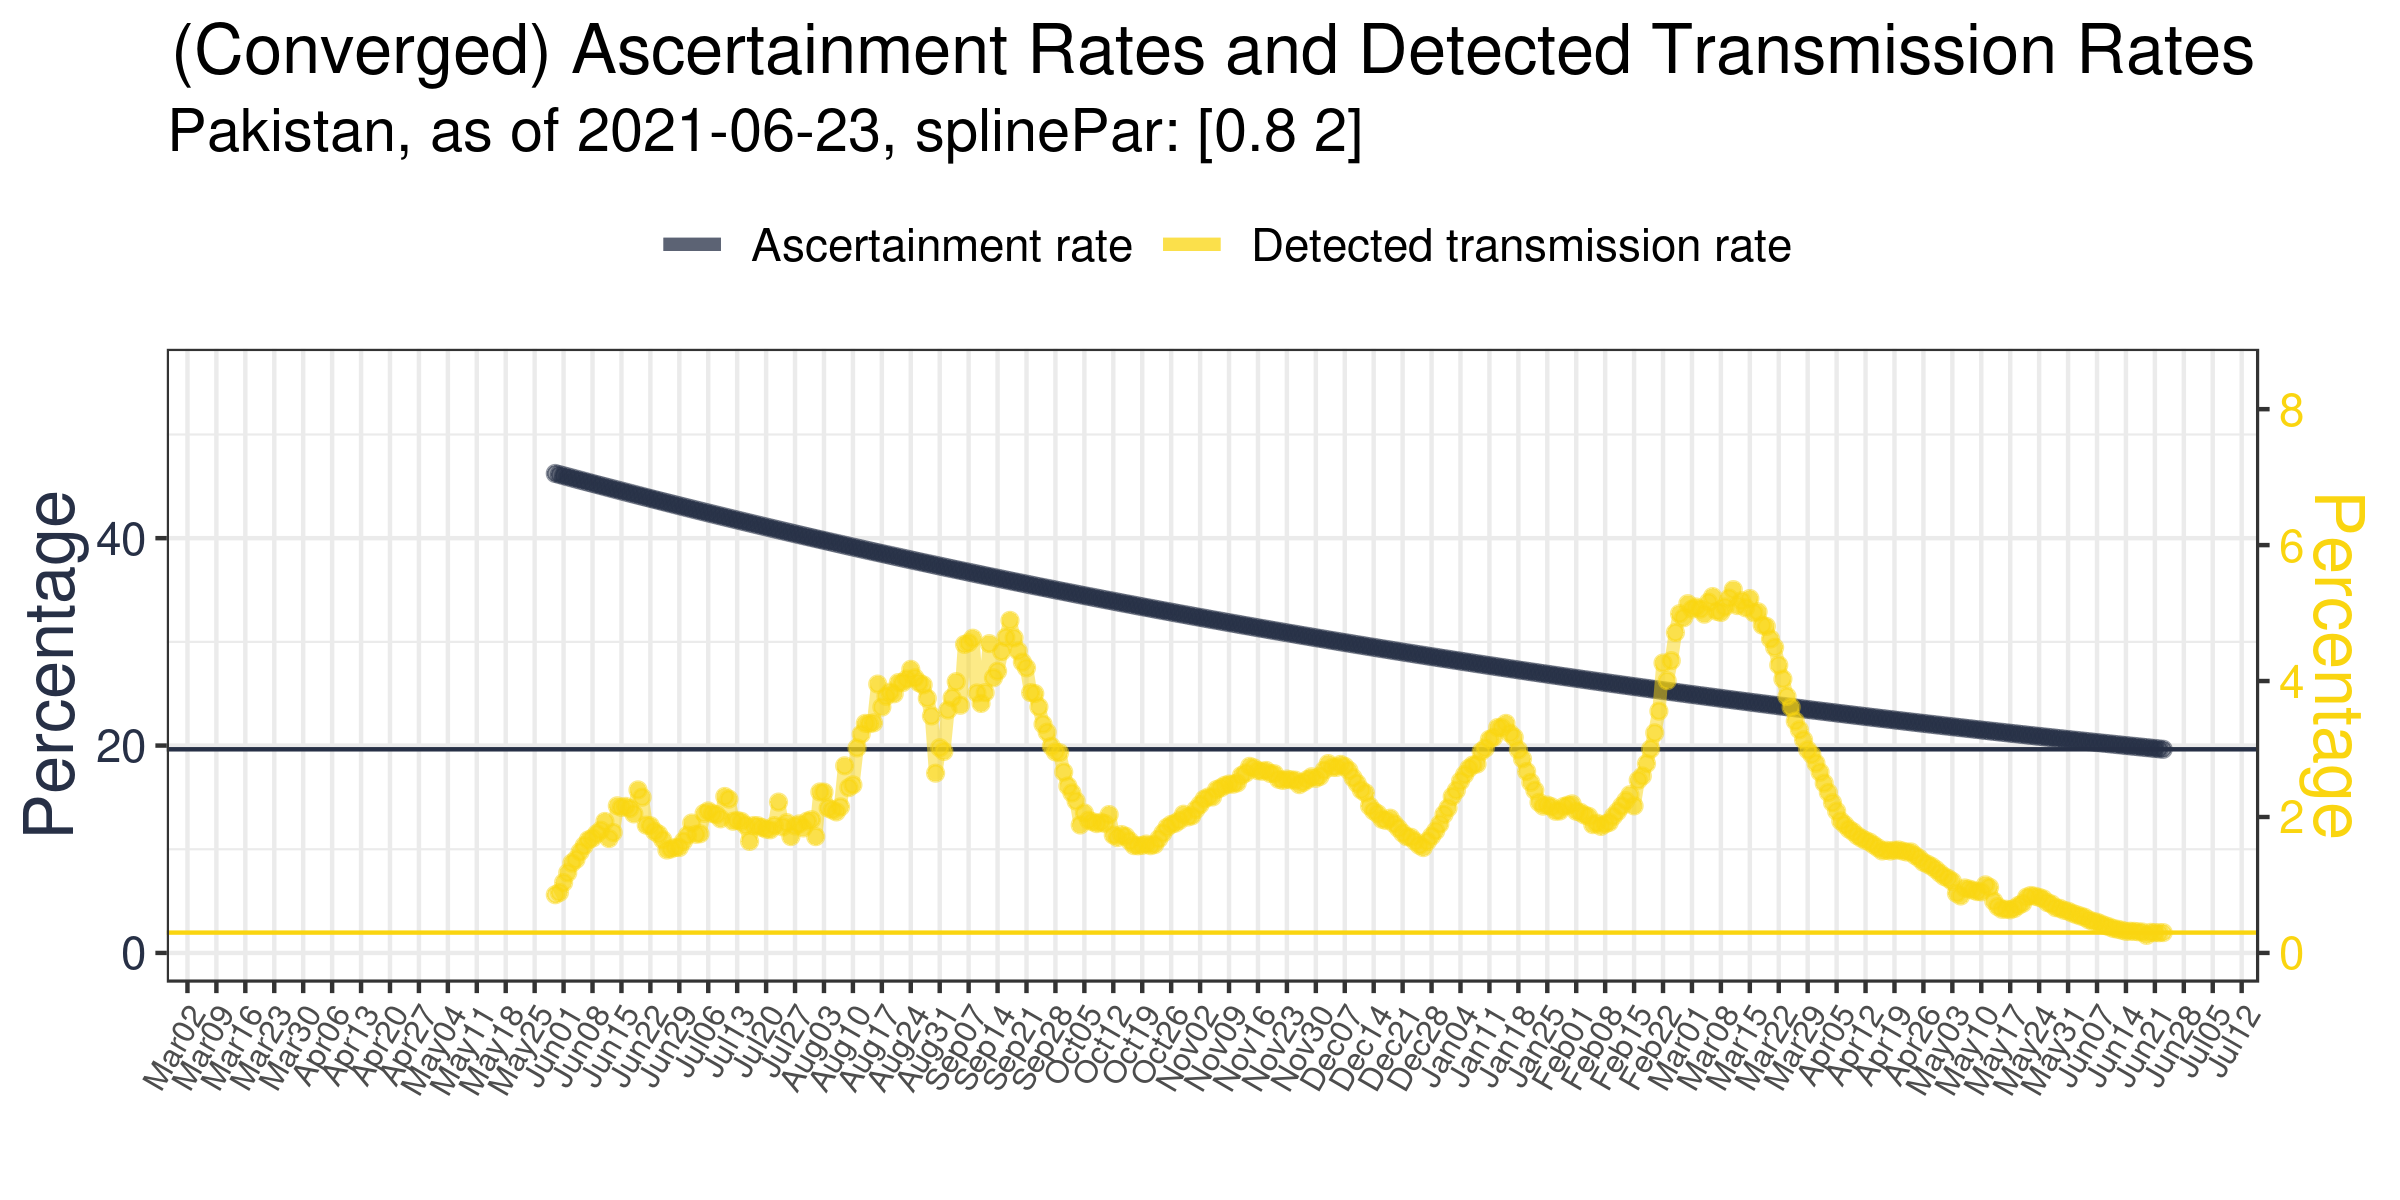 (Converged) Ascertainment Rates and Detected Transmission Rates
Pakistan, as of 2021-06-23, splinePar: [0.8 2]
Ascertainment rate
Detected transmission rate
Percentage
40
20
0
8
6
4
2
0
Percentage
Mar02
Mar09
Mar16
Mar23
Mar30
Apr06
Apr13
Apr20
Apr27
May04
May11
May18
May25
Jun01
Jun08
Jun15
Jun22
Jun29
Jul06
Jul13
Jul20
Jul27
Aug03
Aug10
Aug17
Aug24
Aug31
Sep07
Sep14
Sep21
Sep28
Oct05
Oct12
Oct19
Oct26
Nov02
Nov09
Nov16
Nov23
Nov30
Dec07
Dec14
Dec21
Dec28
Jan04
Jan11
Jan18
Jan25
Feb01
Feb08
Feb15
Feb22
Mar01
Mar08
Mar15
Mar22
Mar29
Apr05
Apr12
Apr19
Apr26
May03
May10
May17
May24
May31
Jun07
Jun14
Jun21
Jun28
Jul05
Jul12